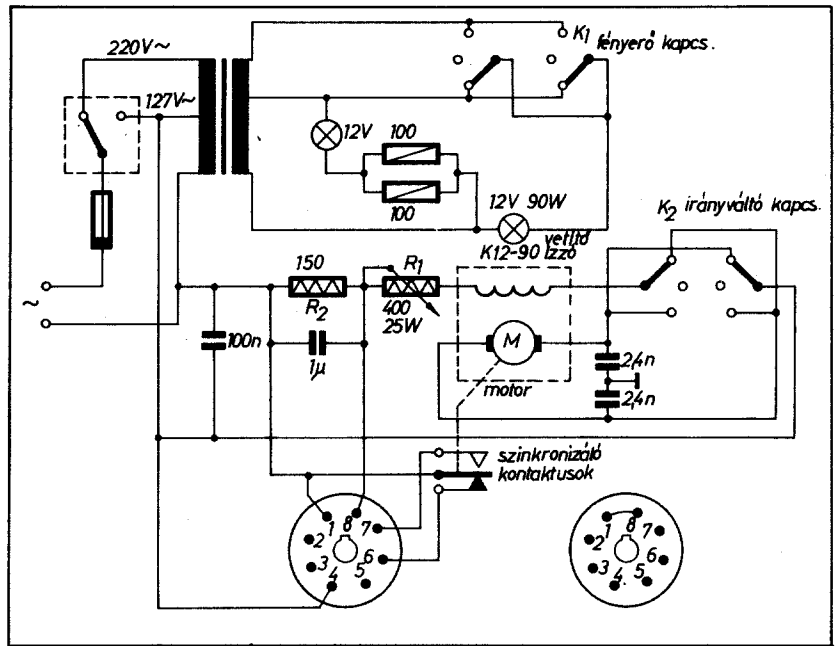 220V~
127V~
K1 fényerő kapcs.
12V
100
100
12V 90W
K12-90 vetítő
izzó
K2 irányváltó kapcs.
~
150
R2
1µ
100n
R1
400
25W
M
motor
2,4n
2,4n
szinkronizáló
kontaktusok
1 8 7
2 6
3 4 5
1 8 7
2 6
3 4. 5